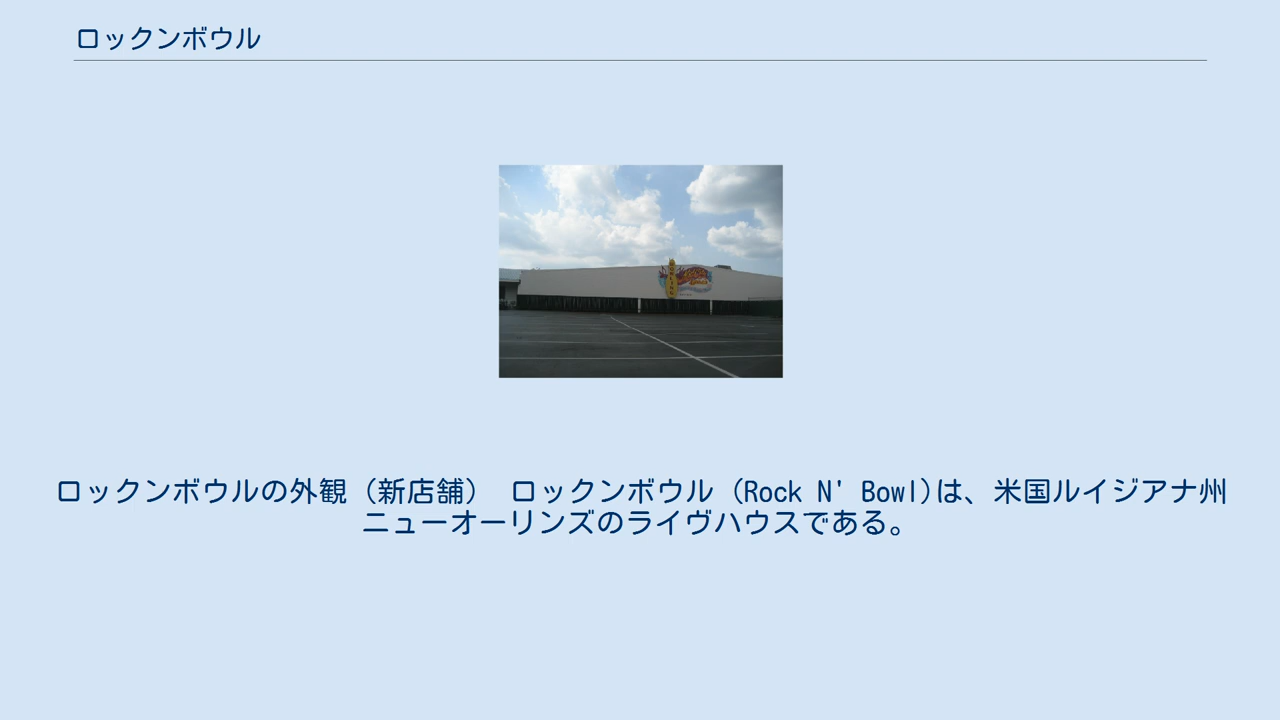 ロックンボウル
ロックンボウルの外観（新店舗） ロックンボウル（Rock N' Bowl)は、米国ルイジアナ州
ニューオーリンズのライヴハウスである。